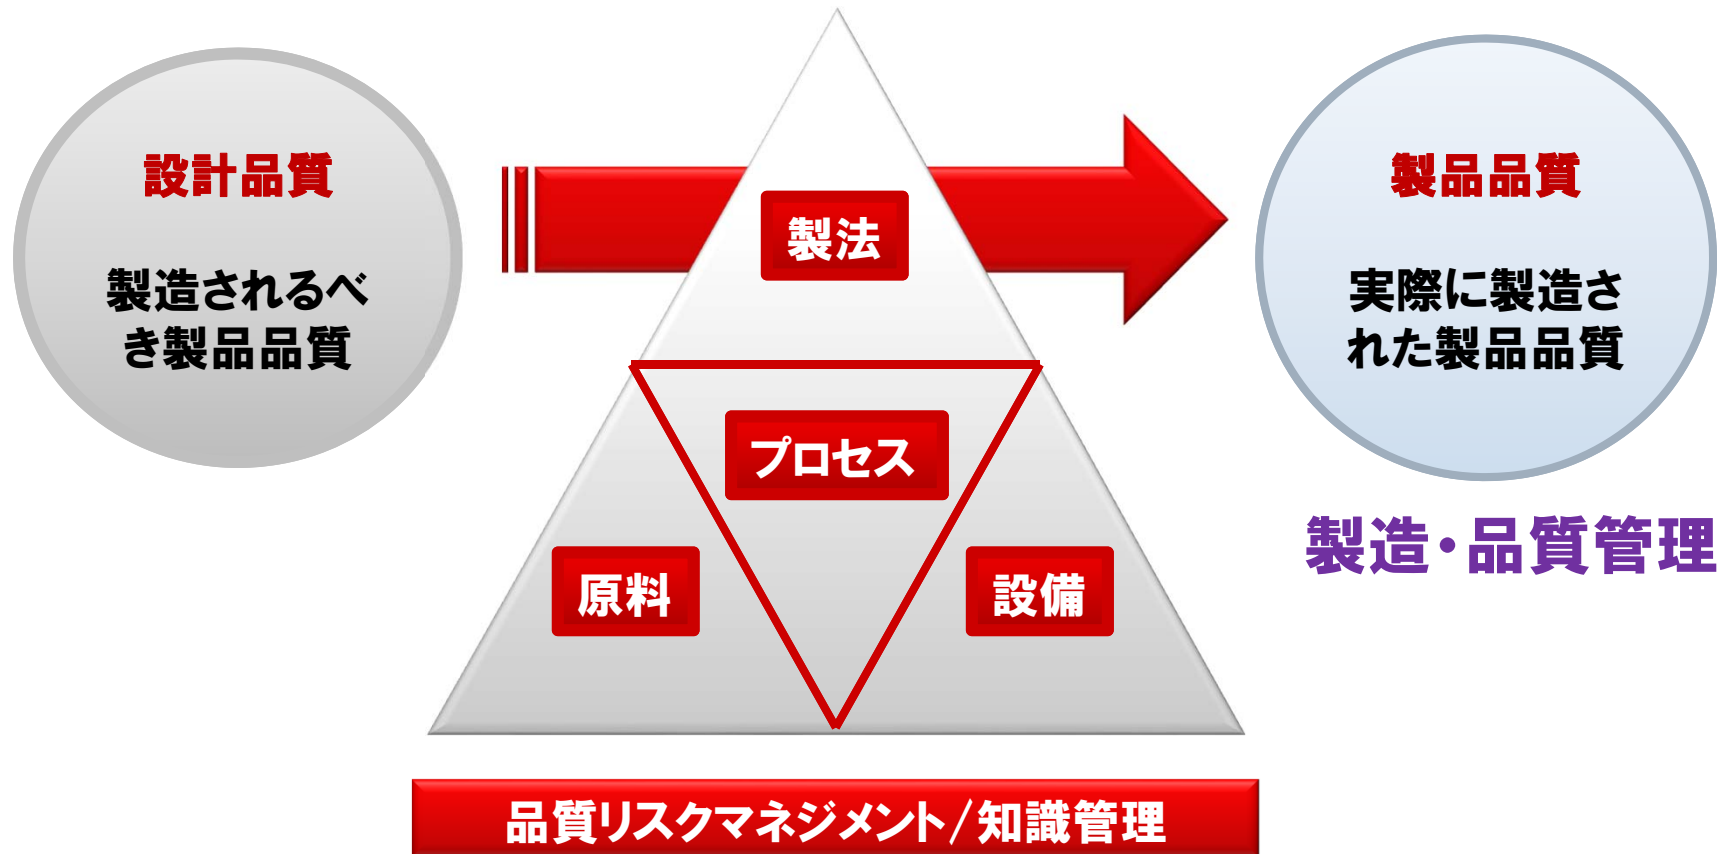 設計品質
製造されるべ
き製品品質
製法
プロセス
原料
設備
製品品質
実際に製造さ
れた製品品質
製造・品質管理
品質リスクマネジメント/知識管理